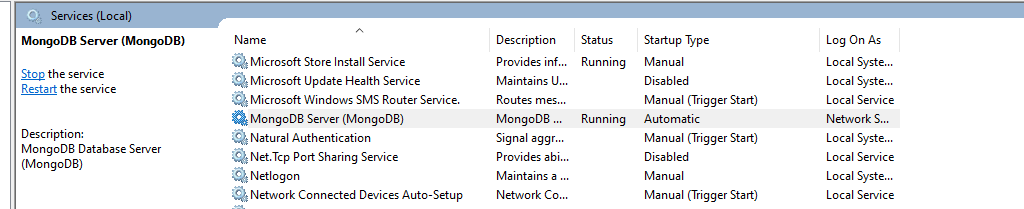 Services (Local)
MongoDB Server (MongoDB)
Stop the service
Restart the service
Description:
MongoDB Database Server
(MongoDB)
Name Description Status Startup Type Log On As
Microsoft Store Install Service Provides inf... Running Manual Local Syste...
Microsoft Update Health Service Maintains U... Disabled Local Syste...
Microsoft Windows SMS Router Service. Routes mes... Manual (Trigger Start) Local Service
MongoDB Server (MongoDB) MongoDB ... Running Automatic Network S...
Natural Authentication Signal aggr... Manual (Trigger Start) Local Syste...
Net.Tcp Port Sharing Service Provides abi... Disabled Local Service
Netlogon Maintains a ... Manual Local Syste...
Network Connected Devices Auto-Setup Network Co... Manual (Trigger Start) Local Service